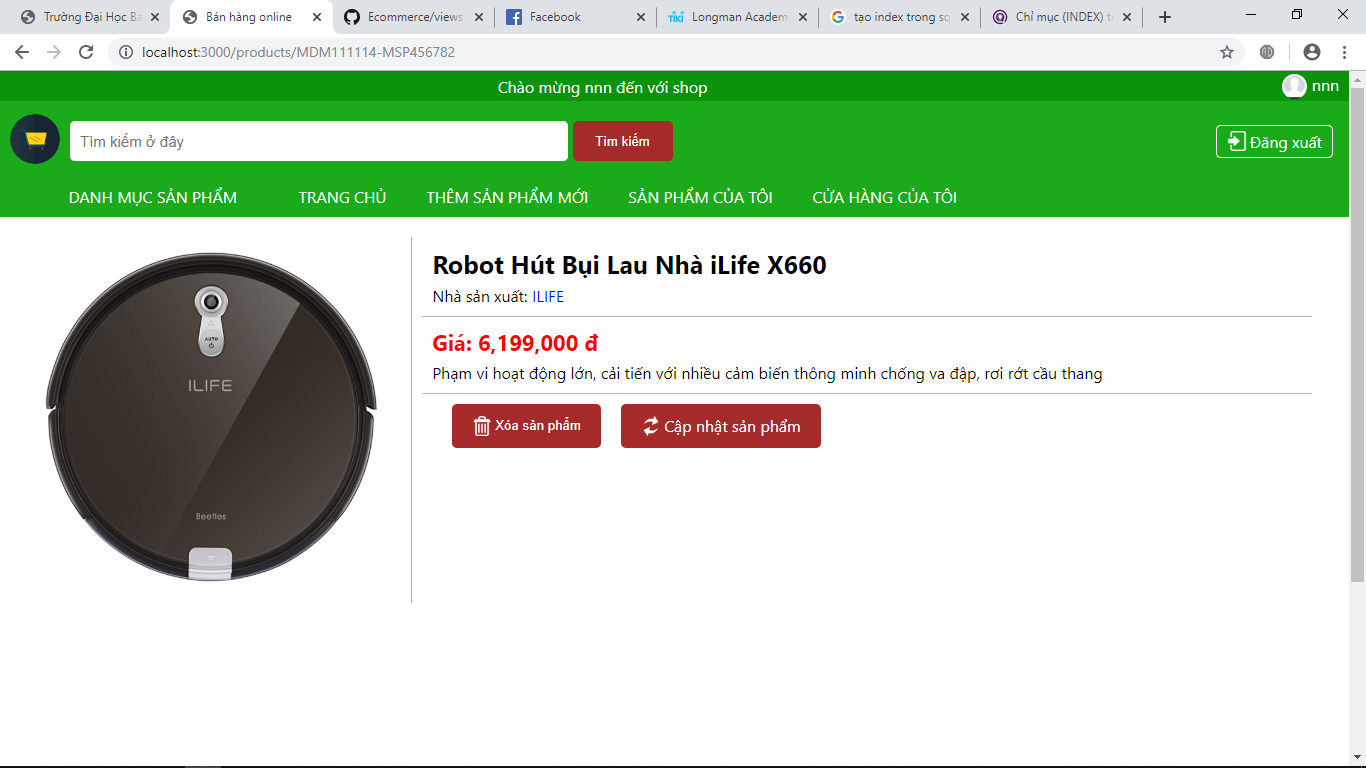 Trường Đại Học Bá
Bán hàng online
Ecommerce/views
Facebook
TIKI Longman Academ
tạo index trong sq
Chỉ mục (INDEX) tr
localhost:3000/products/MDM111114-MSP456782
Chào mừng nnn đến với shop
nnn
Tìm kiếm ở đây
Tìm kiếm
Đăng xuất
DANH MỤC SẢN PHẨM
TRANG CHỦ
THÊM SẢN PHẨM MỚI
SẢN PHẨM CỦA TÔI
CỬA HÀNG CỦA TÔI
AUTO
ILIFE
Beetles
Robot Hút Bụi Lau Nhà iLife X660
Nhà sản xuất: ILIFE
Giá: 6,199,000 đ
Phạm vi hoạt động lớn, cải tiến với nhiều cảm biến thông minh chống va đập, rơi rớt cầu thang
Xóa sản phẩm
Cập nhật sản phẩm